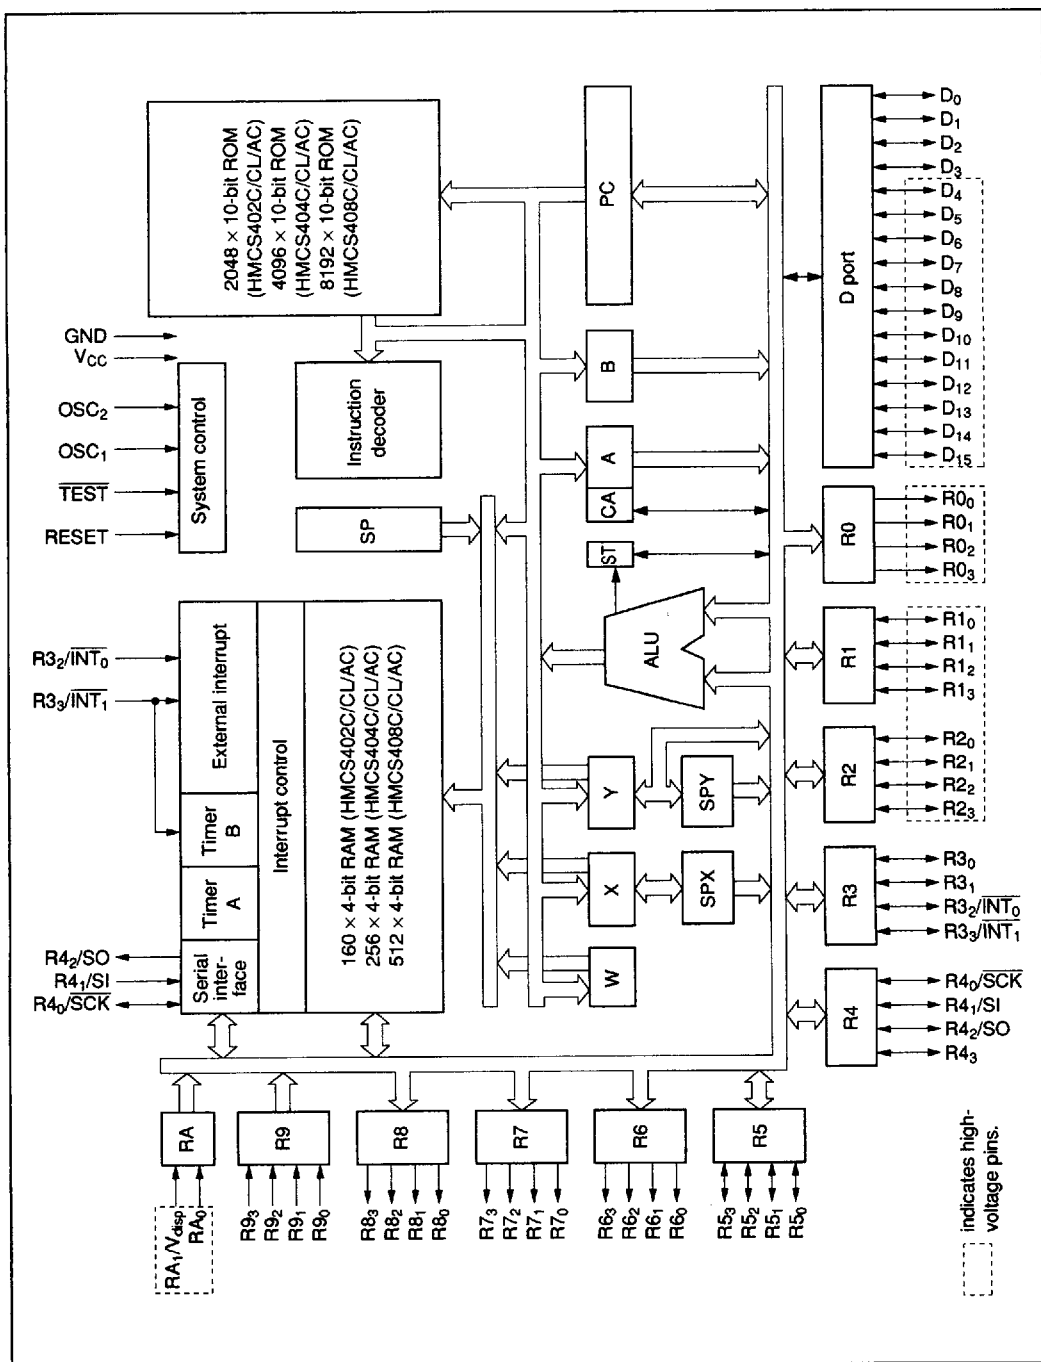 2048 × 10-bit ROM
(HMCS402C/CL/AC)
4096 × 10-bit ROM
(HMCS404C/CL/AC)
8192 × 10-bit ROM
(HMCS408C/CL/AC)
GND
VCC
OSC2
OSC1
TEST
RESET
System control
Instruction
decoder
SP
PC
B
A
CA
ST
ALU
R32/INT0
R33/INT1
External interrupt
Timer
B
Timer
A
Serial
inter-
face
Interrupt control
160 × 4-bit RAM (HMCS402C/CL/AC)
256 × 4-bit RAM (HMCS404C/CL/AC)
512 × 4-bit RAM (HMCS408C/CL/AC)
R42/SO
R41/SI
R40/SCK
Y
SPY
X
SPX
W
D port
D0
D1
D2
D3
D4
D5
D6
D7
D8
D9
D10
D11
D12
D13
D14
D15
R0
R00
R01
R02
R03
R1
R10
R11
R12
R13
R2
R20
R21
R22
R23
R3
R30
R31
R32/INT0
R33/INT1
R4
R40/SCK
R41/SI
R42/SO
R43
RA
RA1/Vdisp
RA0
R9
R93
R92
R91
R90
R8
R83
R82
R81
R80
R7
R73
R72
R71
R70
R6
R63
R62
R61
R60
R5
R53
R52
R51
R50
indicates high-
voltage pins.